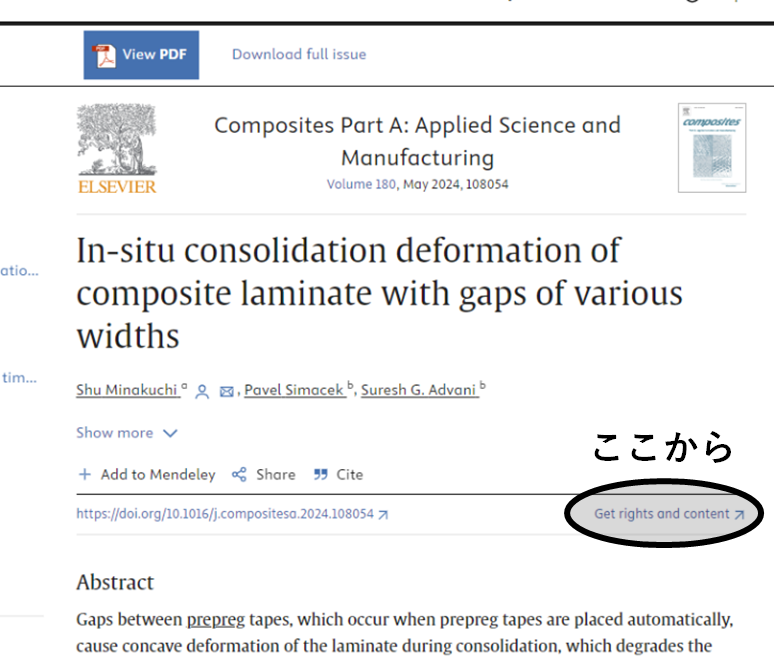 View PDF
Download full issue
ELSEVIER
Composites Part A: Applied Science and
Manufacturing
Volume 180, May 2024, 108054
composites
In-situ consolidation deformation of
composite laminate with gaps of various
widths
atio...
tim...
Shu Minakuchi a, Pavel Simacek b, Suresh G. Advani b
Show more
+ Add to Mendeley Share Cite
ここから
https://doi.org/10.1016/j.compositesa.2024.108054
Get rights and content
Abstract
Gaps between prepreg tapes, which occur when prepreg tapes are placed automatically,
cause concave deformation of the laminate during consolidation, which degrades the